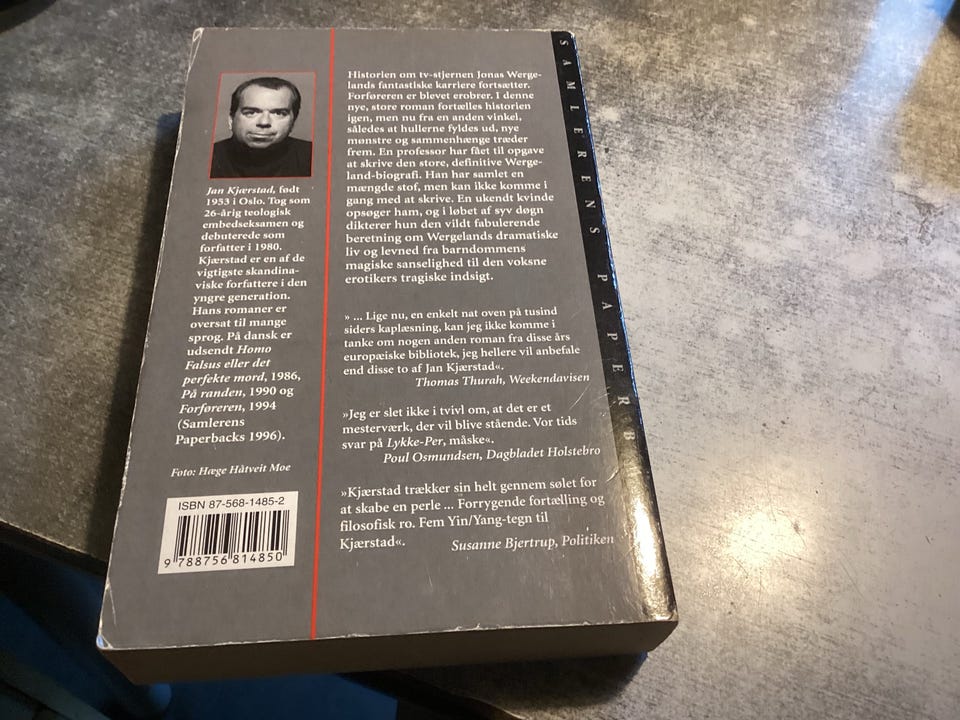 Jan Kjærstad, født
1953 i Oslo. Tog som
26-årig teologisk
embedseksamen og
debuterede som
forfatter i 1980.
Kjærstad er en af de
vigtigste skandina-
viske forfattere i den
yngre generation.
Hans romaner er
oversat til mange
sprog. På dansk er
udsendt Homo
Falsus eller det
perfekte mord, 1986,
På randen, 1990 og
Forføreren, 1994
(Samlerens
Paperbacks 1996).
Foto: Hæge Håtveit Moe
ISBN 87-568-1485-2
9 788756 814850
Historien om tv-stjernen Jonas Werge-
lands fantastiske karriere fortsætter.
Forføreren er blevet erobrer. I denne
nye, store roman fortælles historien
igen, men nu fra en anden vinkel,
således at hullerne fyldes ud, nye
mønstre og sammenhænge træder
frem. En professor har fået til opgave
at skrive den store, definitive Werge-
land-biografi. Han har samlet en
mængde stof, men kan ikke komme i
gang med at skrive. En ukendt kvinde
opsøger ham, og i løbet af syv døgn
dikterer hun den vildt fabulerende
beretning om Wergelands dramatiske
liv og levned fra barndommens
magiske sanselighed til den voksne
erotikers tragiske indsigt.
» ... Lige nu, en enkelt nat oven på tusind
siders kaplæsning, kan jeg ikke komme i
tanke om nogen anden roman fra disse års
europæiske bibliotek, jeg hellere vil anbefale
end disse to af Jan Kjærstad«.
Thomas Thurah, Weekendavisen
»Jeg er slet ikke i tvivl om, at det er et
mesterværk, der vil blive stående. Vor tids
svar på Lykke-Per, måske«.
Poul Osmundsen, Dagbladet Holstebro
»Kjærstad trækker sin helt gennem sølet for
at skabe en perle ... Forrygende fortælling og
filosofisk ro. Fem Yin/Yang-tegn til
Kjærstad«.
Susanne Bjertrup, Politiken
SAMLERENS PAPERB